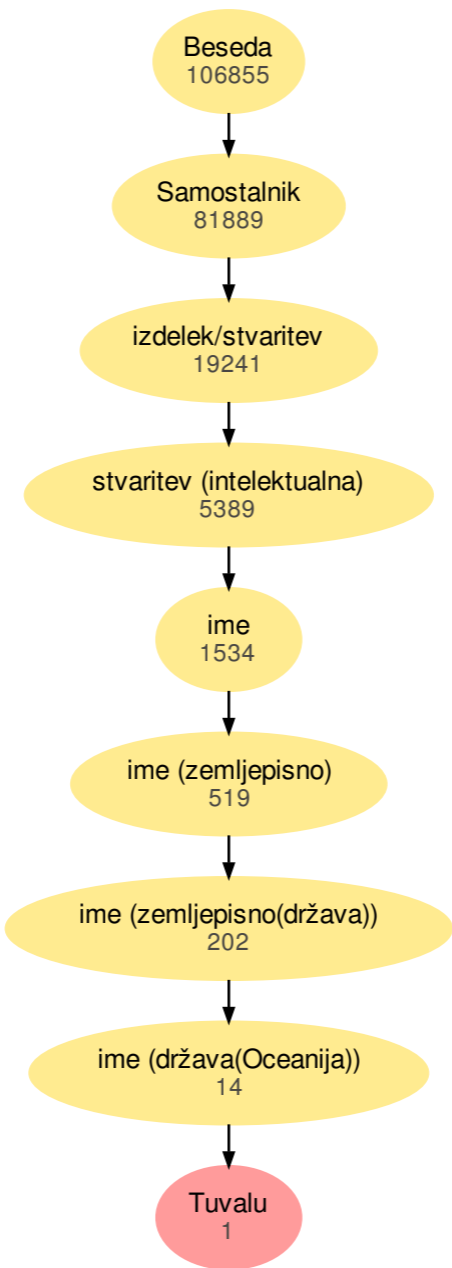 Beseda
106855
Samostalnik
81889
izdelek/stvaritev
19241
stvaritev (intelektualna)
5389
ime
1534
ime (zemljepisno)
519
ime (zemljepisno(država))
202
ime (država(Oceanija))
14
Tuvalu
1